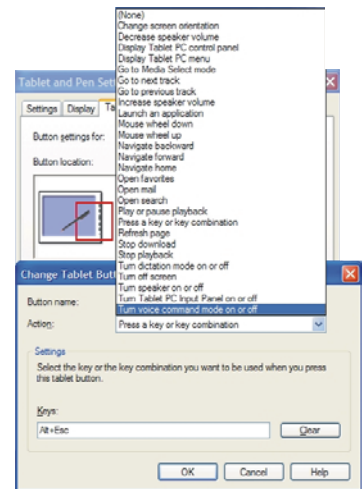 (None)
Change screen orientation
Decrease speaker volume
Display Tablet PC control panel
Display Tablet PC menu
Go to Media Select mode
Go to next track
Go to previous track
Increase speaker volume
Launch an application
Mouse wheel down
Mouse wheel up
Navigate backward
Navigate forward
Navigate home
Open favorites
Open mail
Open search
Play or pause playback
Press a key or key combination
Refresh page
Stop download
Stop playback
Turn dictation mode on or off
Turn off screen
Turn speaker on or off
Turn Tablet PC Input Panel on or off
Turn voice command mode on or off
Tablet and Pen Set
Settings Display Ta
Button settings for:
Button location:
Change Tablet But
Button name:
Action:
Press a key or key combination
Settings
Select the key or the key combination you want to be used when you press
this tablet button.
Keys:
Alt+Esc
Clear
OK Cancel Help